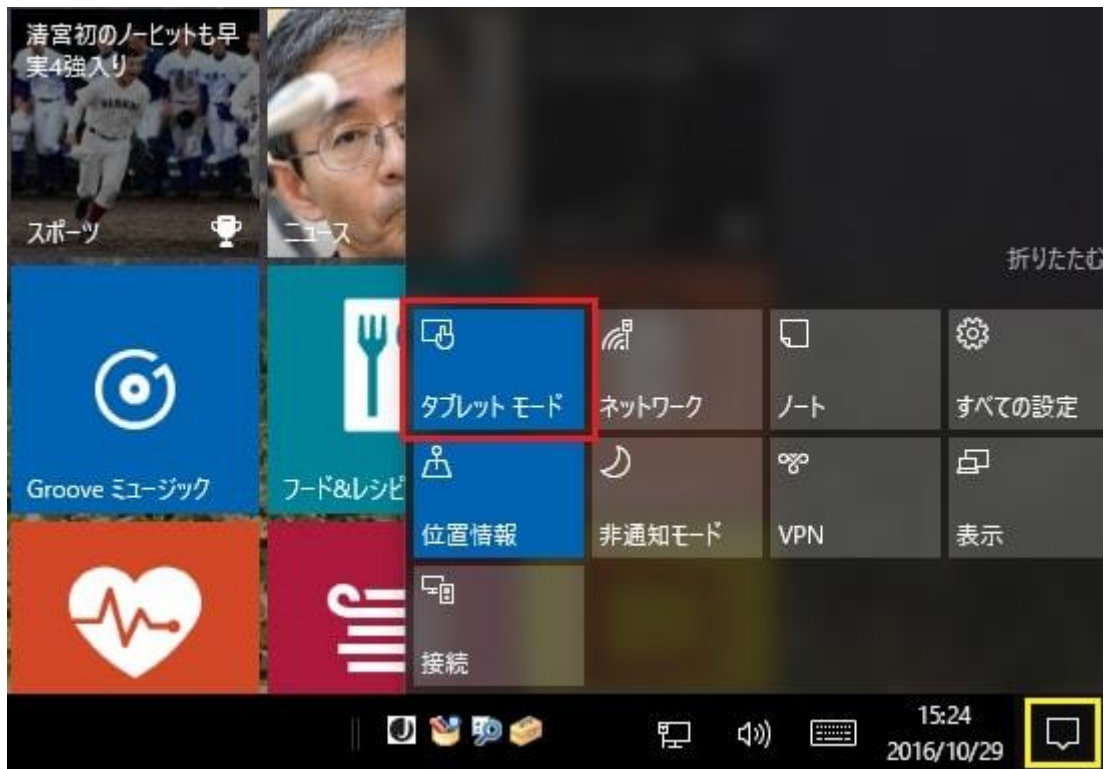 清宮初のノーヒットも早
実4強入り
スポーツ
ニュース
折りたたむ
Groove ミュージック
フード&レシピ
タブレット モード
ネットワーク
ノート
すべての設定
位置情報
非通知モード
VPN
表示
接続
15:24
2016/10/29